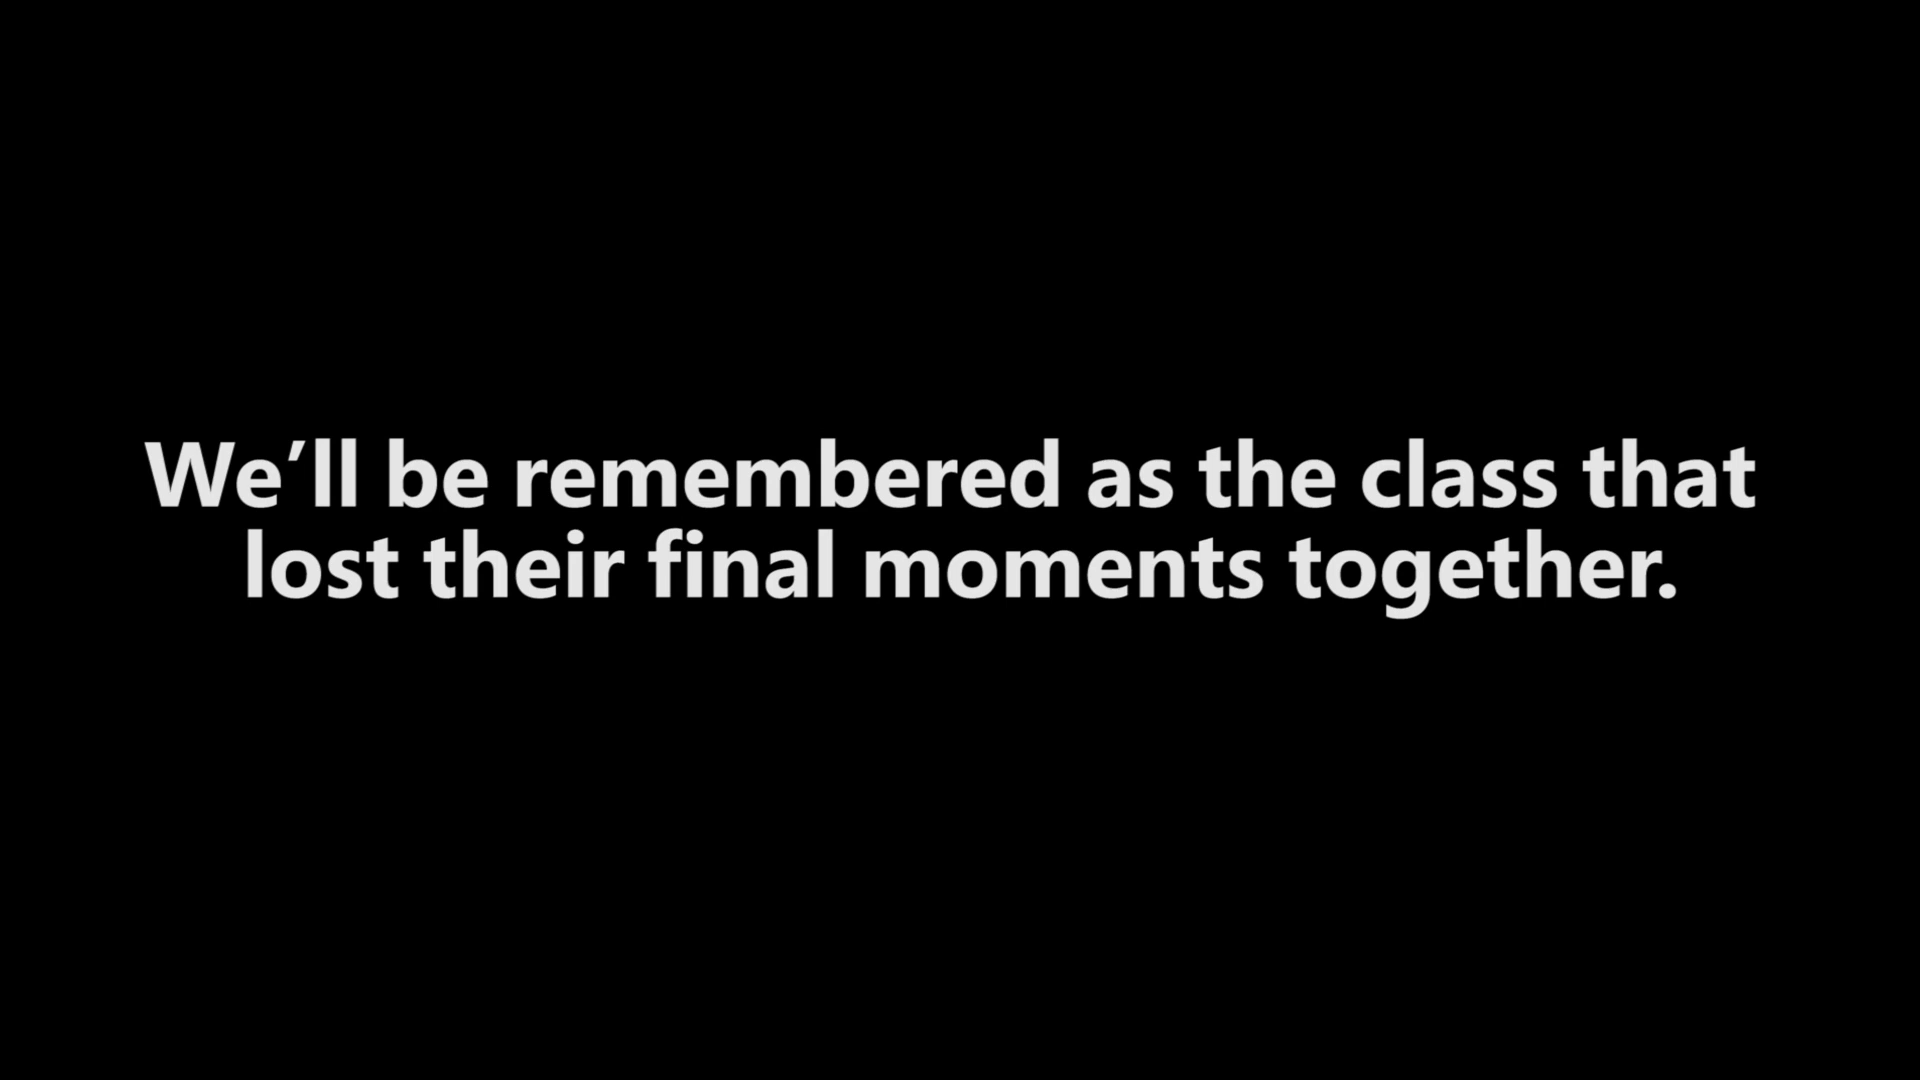 We’ll be remembered as the class that
lost their final moments together.